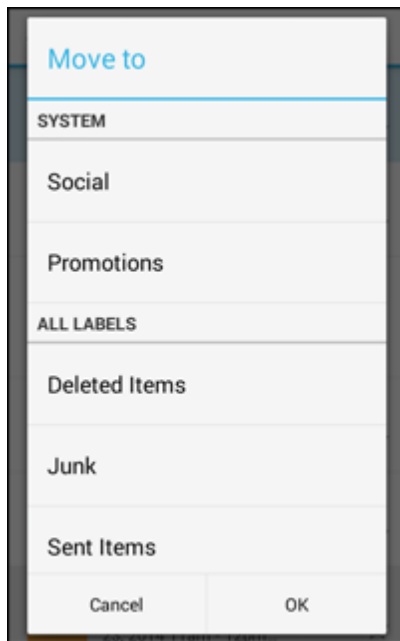 Move to
SYSTEM
Social
Promotions
ALL LABELS
Deleted Items
Junk
Sent Items
Cancel
OK